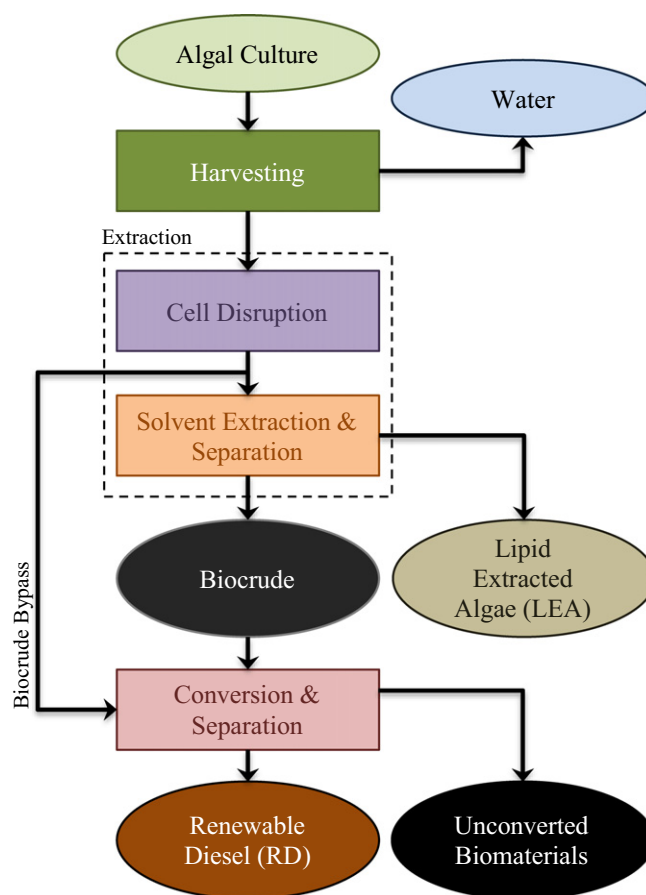 Algal Culture
Water
Harvesting
Extraction
Cell Disruption
Solvent Extraction &
Separation
Biocrude
Lipid
Extracted
Algae (LEA)
Biocrude Bypass
Conversion &
Separation
Renewable
Diesel (RD)
Unconverted
Biomaterials